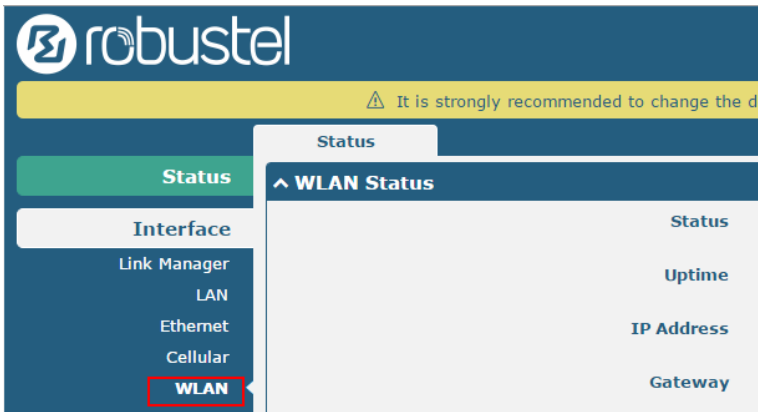 robustel
⚠ It is strongly recommended to change the d
Status
Status
WLAN Status
Interface
Status
Link Manager
Uptime
LAN
Ethernet
IP Address
Cellular
WLAN
Gateway